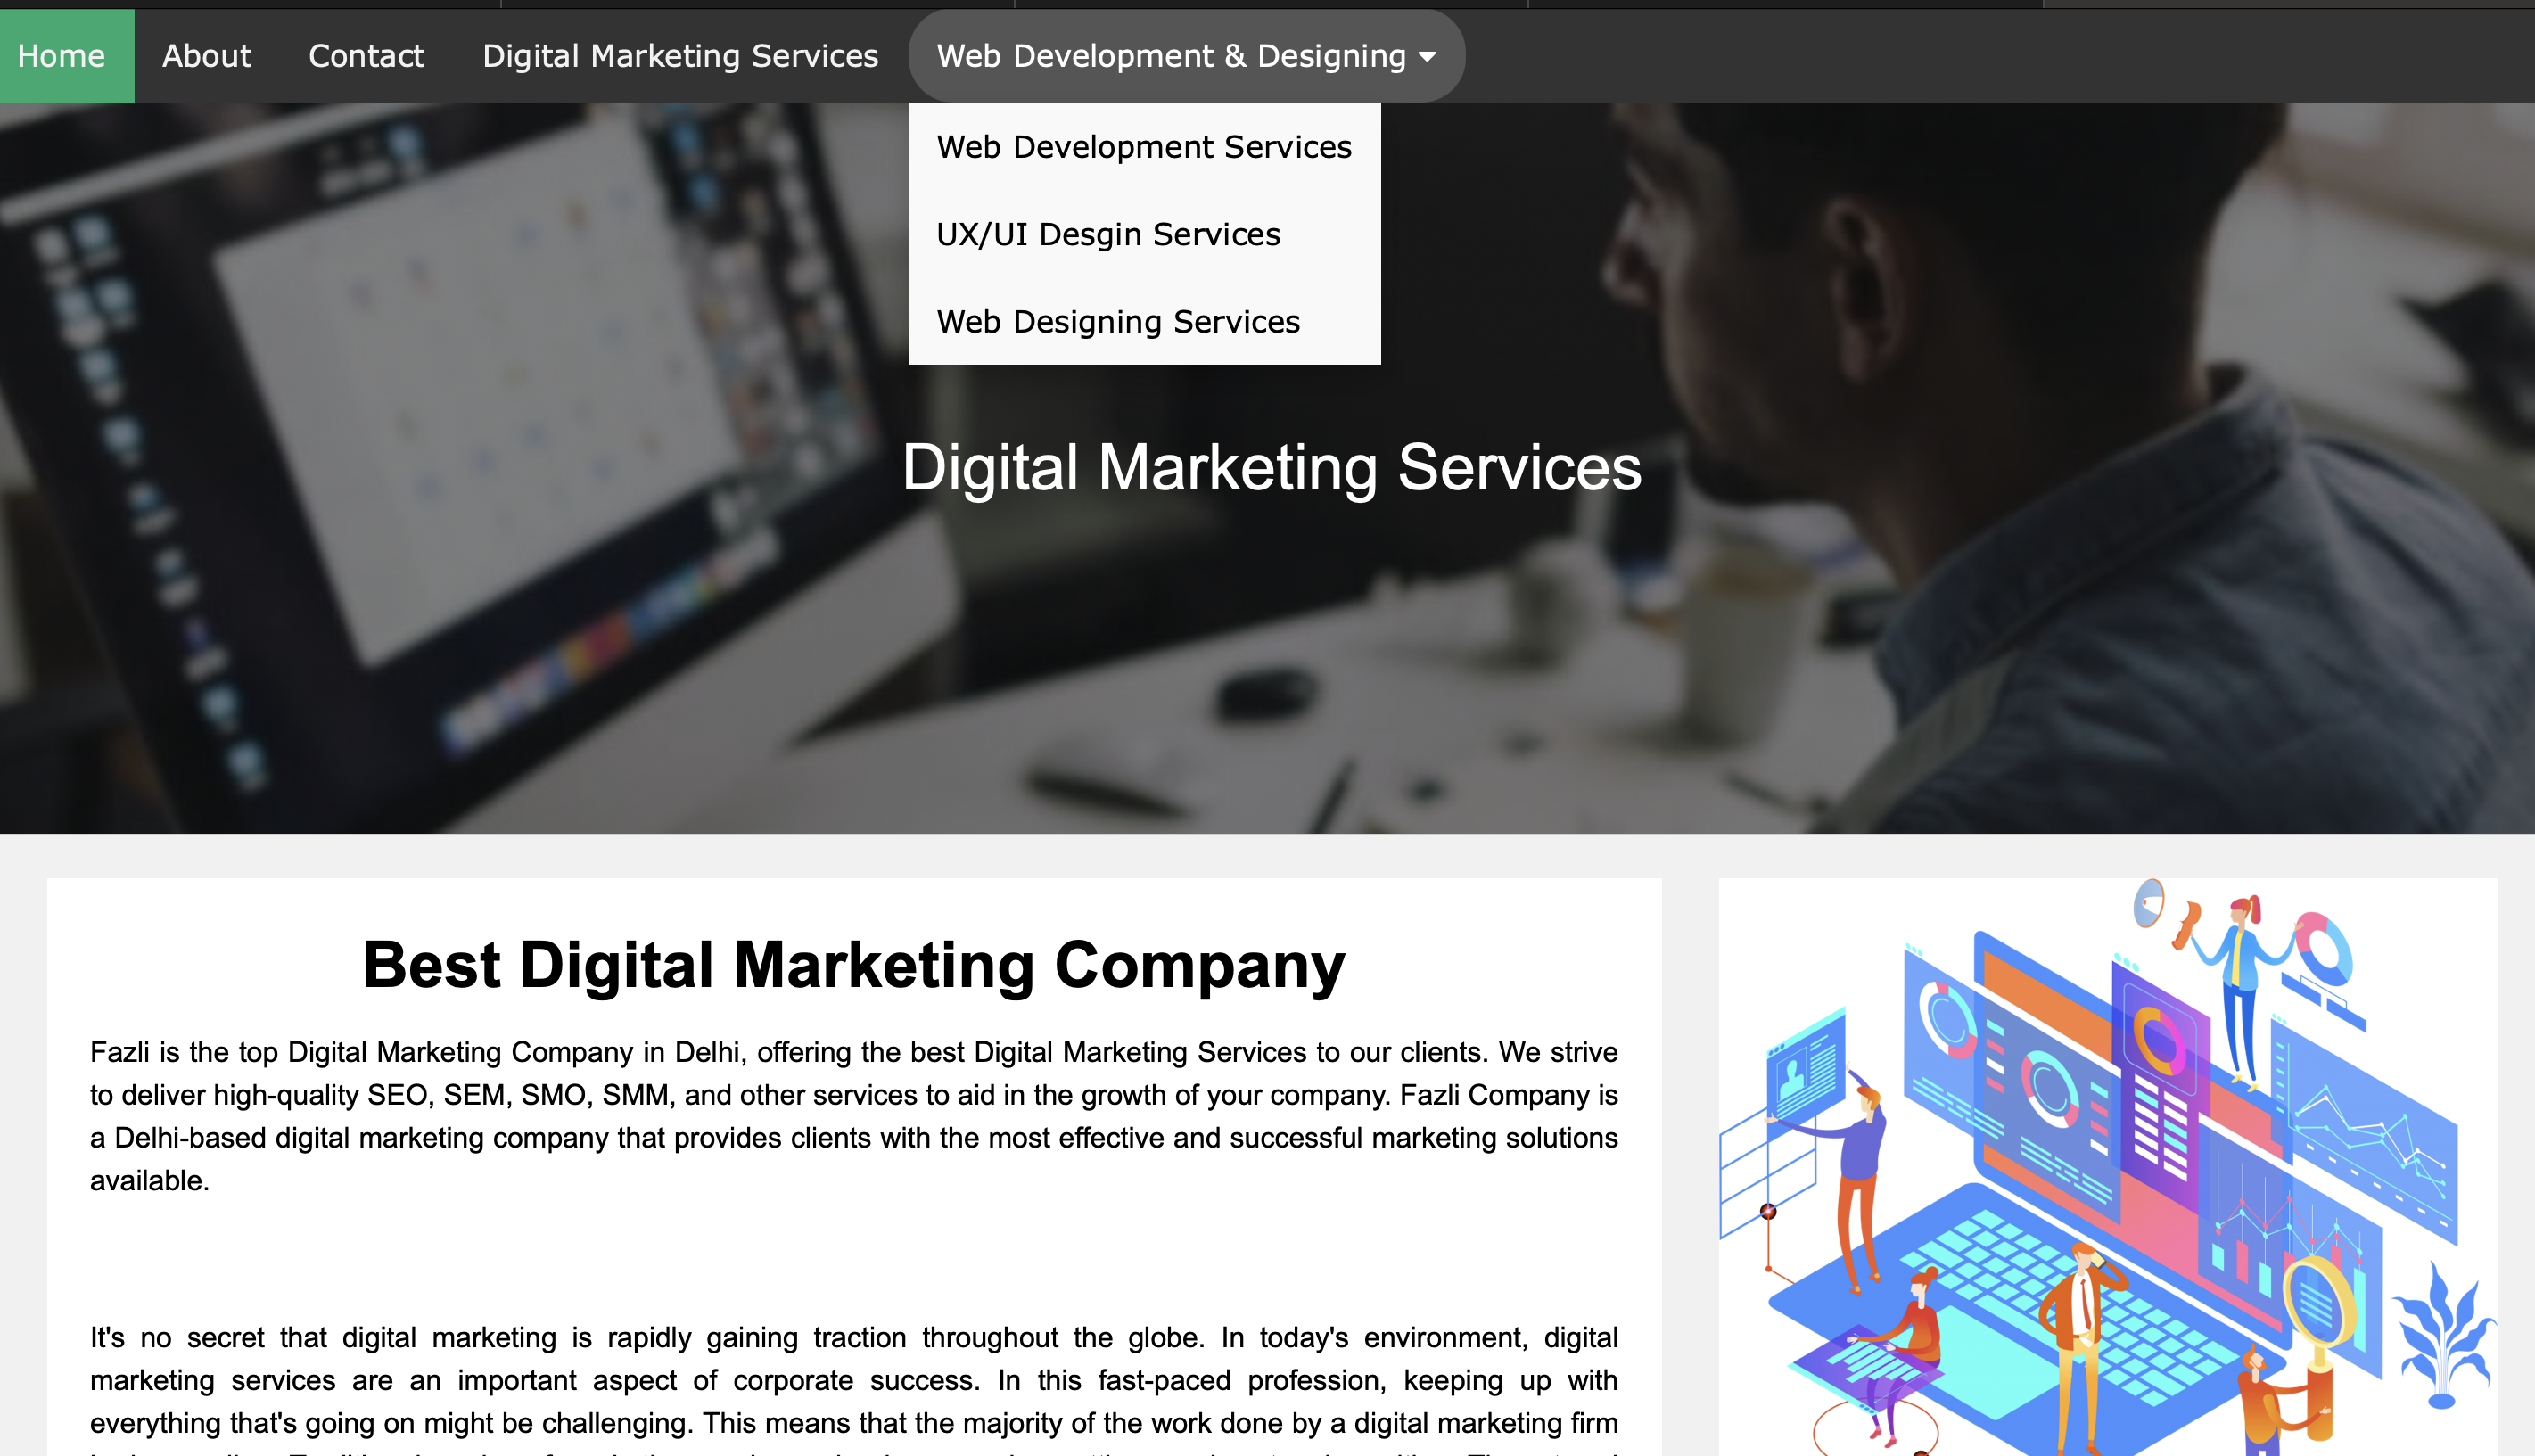 Home About Contact Digital Marketing Services Web Development & Designing
Web Development Services
UX/UI Desgin Services
Web Designing Services
Digital Marketing Services
Best Digital Marketing Company
Fazli is the top Digital Marketing Company in Delhi, offering the best Digital Marketing Services to our clients. We strive
to deliver high-quality SEO, SEM, SMO, SMM, and other services to aid in the growth of your company. Fazli Company is
a Delhi-based digital marketing company that provides clients with the most effective and successful marketing solutions
available.
It's no secret that digital marketing is rapidly gaining traction throughout the globe. In today's environment, digital
marketing services are an important aspect of corporate success. In this fast-paced profession, keeping up with
everything that's going on might be challenging. This means that the majority of the work done by a digital marketing firm